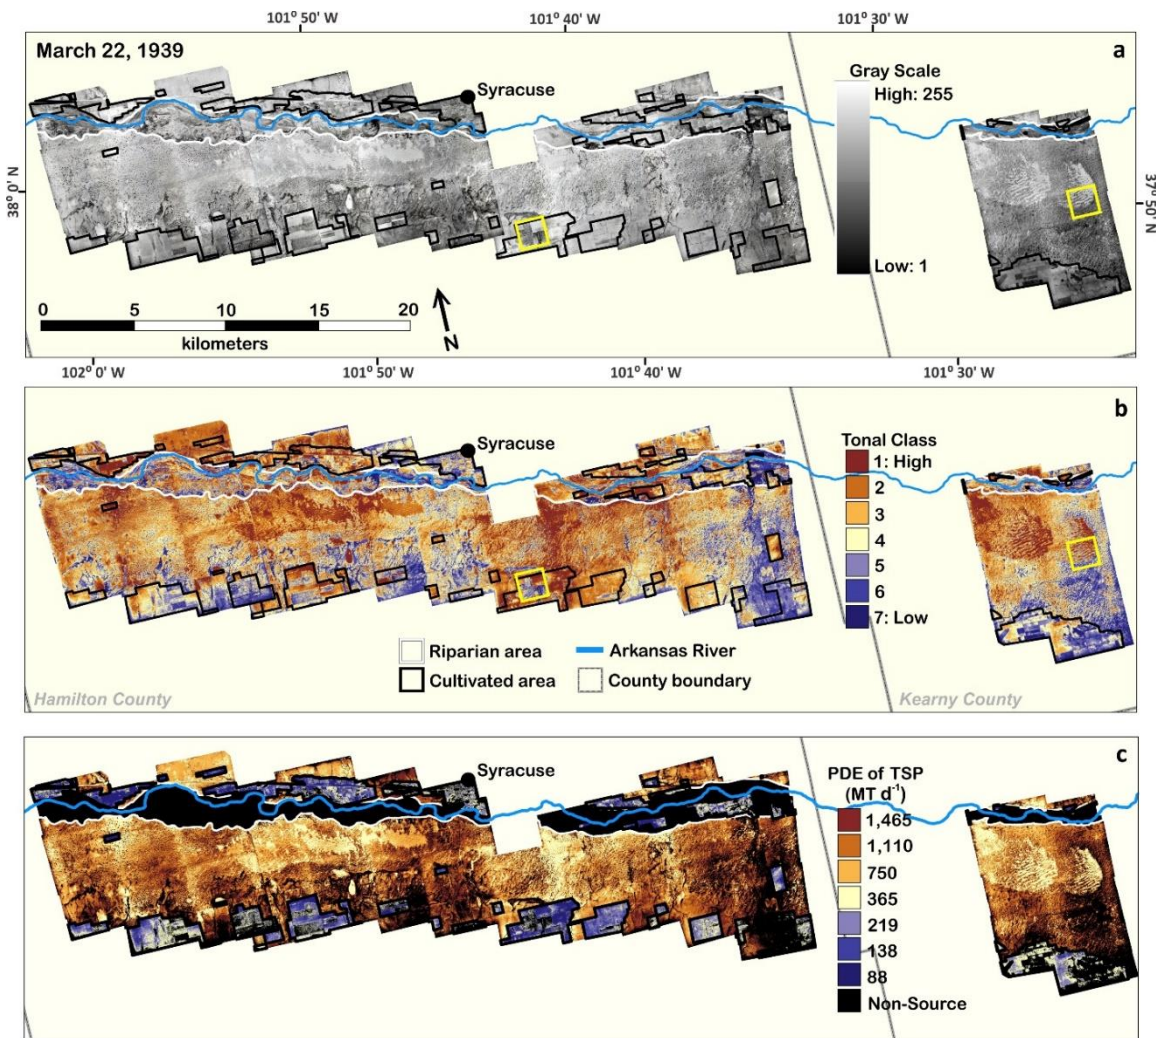 101° 50' W
101° 40' W
101° 30' W
March 22, 1939
a
Syracuse
Gray Scale
High: 255
Low: 1
38° 0' N
37° 50' N
0 5 10 15 20
kilometers
N
102° 0' W
101° 50' W
101° 40' W
101° 30' W
b
Syracuse
Tonal Class
1: High
2
3
4
5
6
7: Low
Riparian area
Arkansas River
Cultivated area
County boundary
Hamilton County
Kearny County
c
Syracuse
PDE of TSP
(MT d⁻¹)
1,465
1,110
750
365
219
138
88
Non-Source